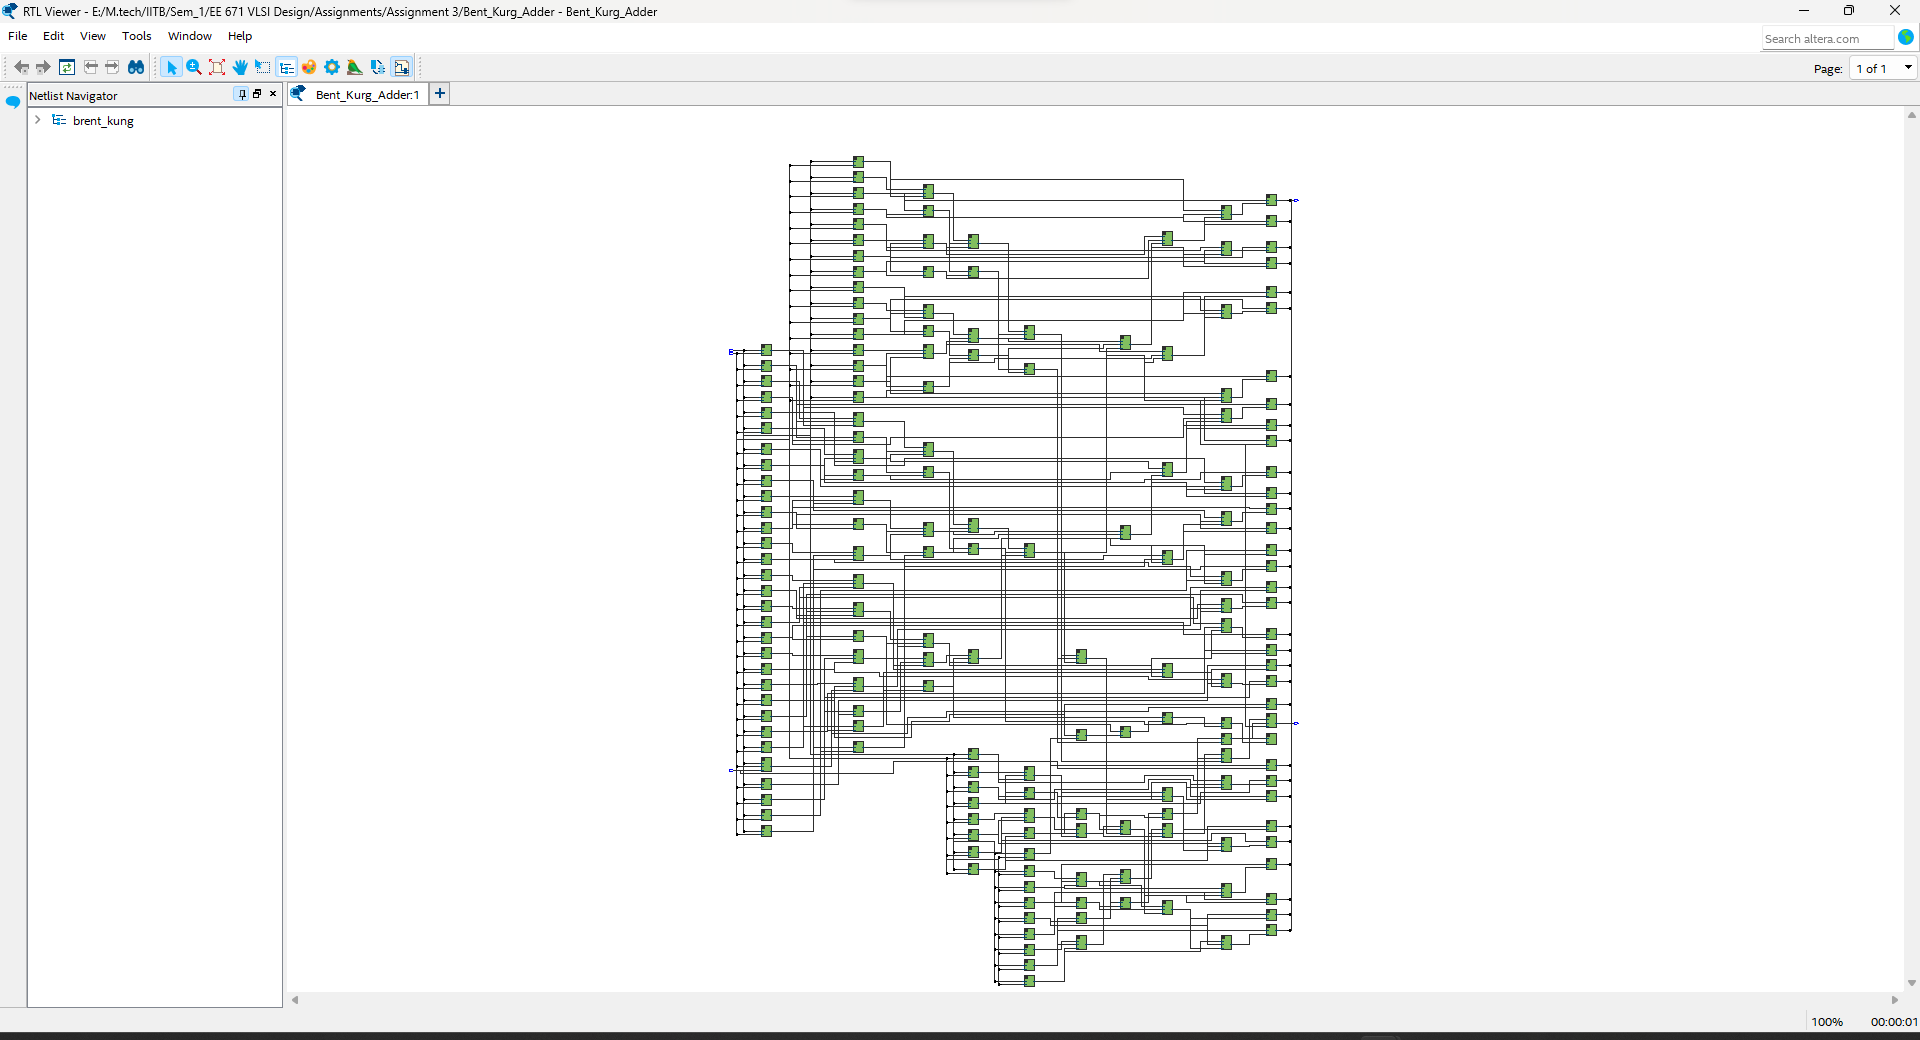 RTL Viewer - E:/M.tech/IITB/Sem_1/EE 671 VLSI Design/Assignments/Assignment 3/Bent_Kurg_Adder - Bent_Kurg_Adder
File Edit View Tools Window Help
Search altera.com
Page: 1 of 1
Netlist Navigator
Bent_Kurg_Adder:1
brent_kung
100% 00:00:01